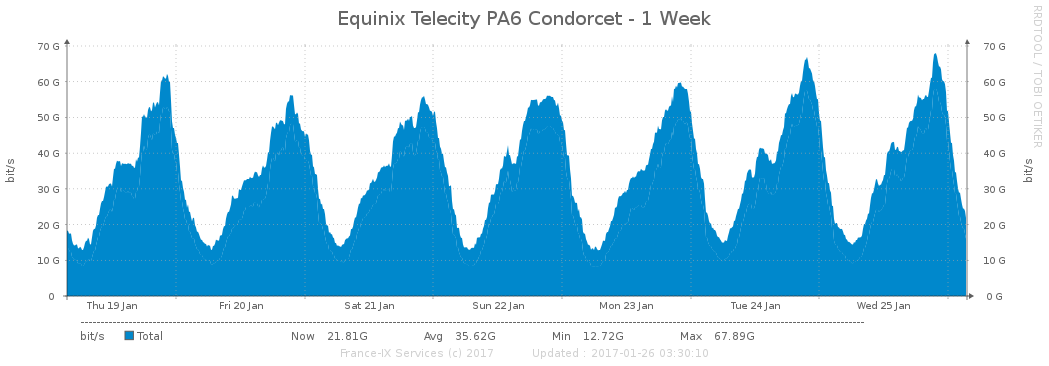 Equinix Telecity PA6 Condorcet - 1 Week
RRDTOOL / TOBI OETIKER
bit/s
70 G
60 G
50 G
40 G
30 G
20 G
10 G
0
70 G
60 G
50 G
40 G
30 G
20 G
10 G
0 G
bit/s
Thu 19 Jan Fri 20 Jan Sat 21 Jan Sun 22 Jan Mon 23 Jan Tue 24 Jan Wed 25 Jan
bit/s Total Now 21.81G Avg 35.62G Min 12.72G Max 67.89G
France-IX Services (c) 2017 Updated : 2017-01-26 03:30:10